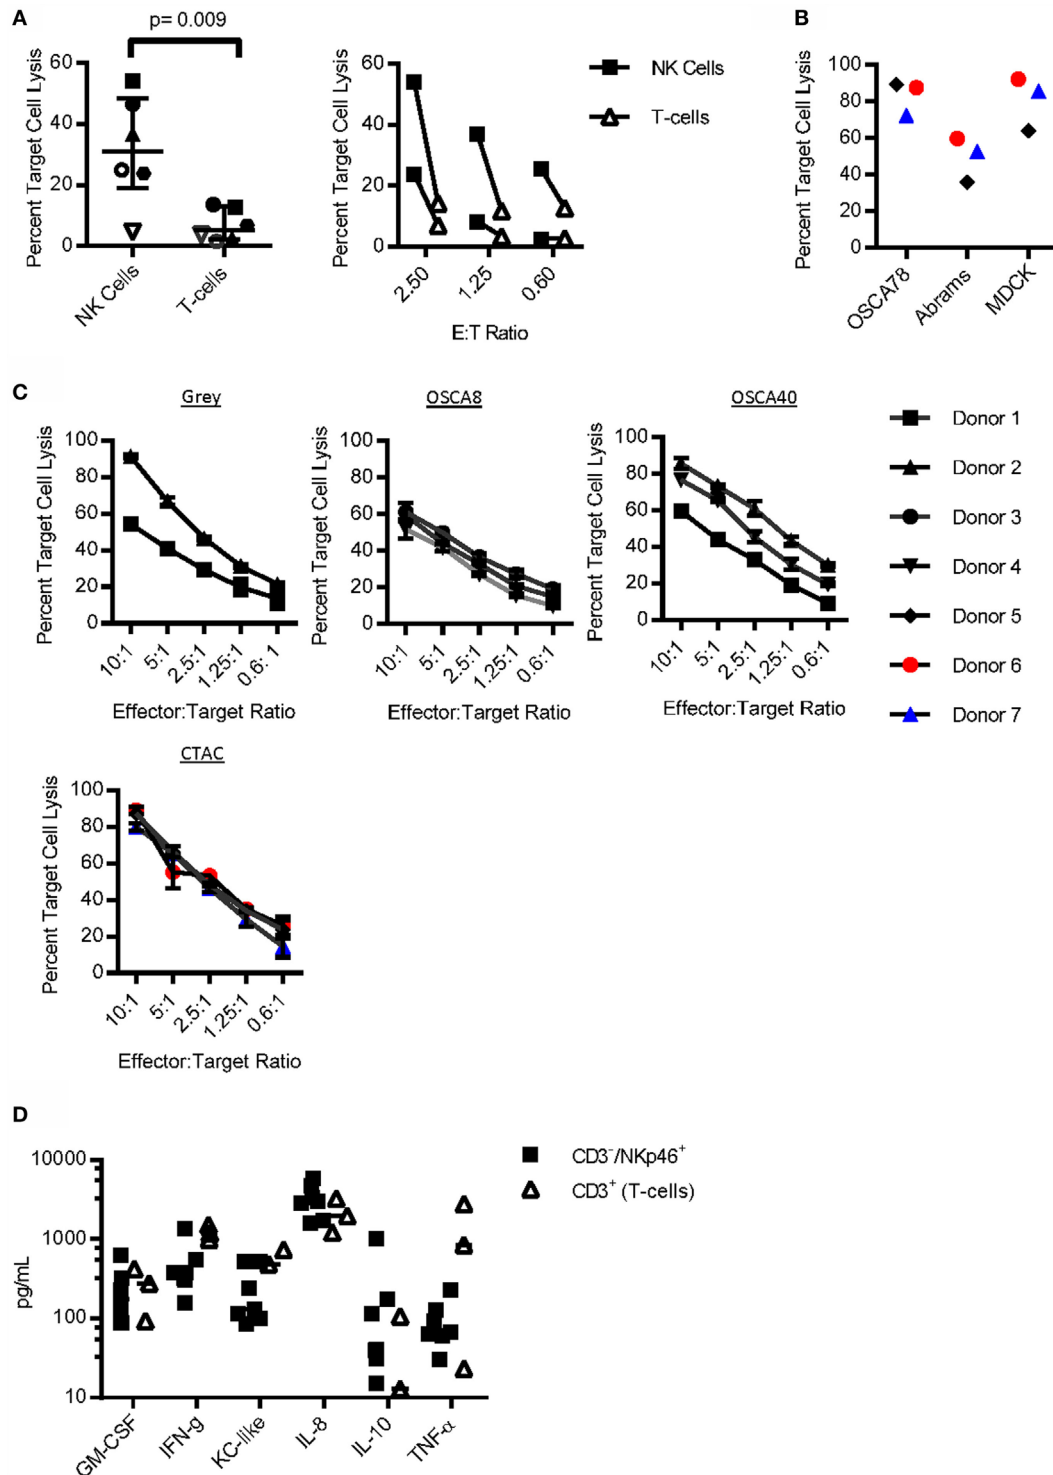 A
p= 0.009
Percent Target Cell Lysis
60
40
20
0
NK Cells
T-cells
Percent Target Cell Lysis
60
40
20
0
2.50
1.25
0.60
E:T Ratio
NK Cells
T-cells
B
Percent Target Cell Lysis
100
80
60
40
20
0
OSCA78
Abrams
MDCK
C
Grey
Percent Target Cell Lysis
100
80
60
40
20
0
10:1
5:1
2.5:1
1.25:1
0.6:1
Effector:Target Ratio
OSCA8
Percent Target Cell Lysis
100
80
60
40
20
0
10:1
5:1
2.5:1
1.25:1
0.6:1
Effector:Target Ratio
OSCA40
Percent Target Cell Lysis
100
80
60
40
20
0
10:1
5:1
2.5:1
1.25:1
0.6:1
Effector:Target Ratio
Donor 1
Donor 2
Donor 3
Donor 4
Donor 5
Donor 6
Donor 7
CTAC
Percent Target Cell Lysis
100
80
60
40
20
0
10:1
5:1
2.5:1
1.25:1
0.6:1
Effector:Target Ratio
D
pg/mL
10000
1000
100
10
GM-CSF
IFN-g
KC-like
IL-8
IL-10
TNF-α
CD3⁻/NKp46⁺
CD3⁺ (T-cells)